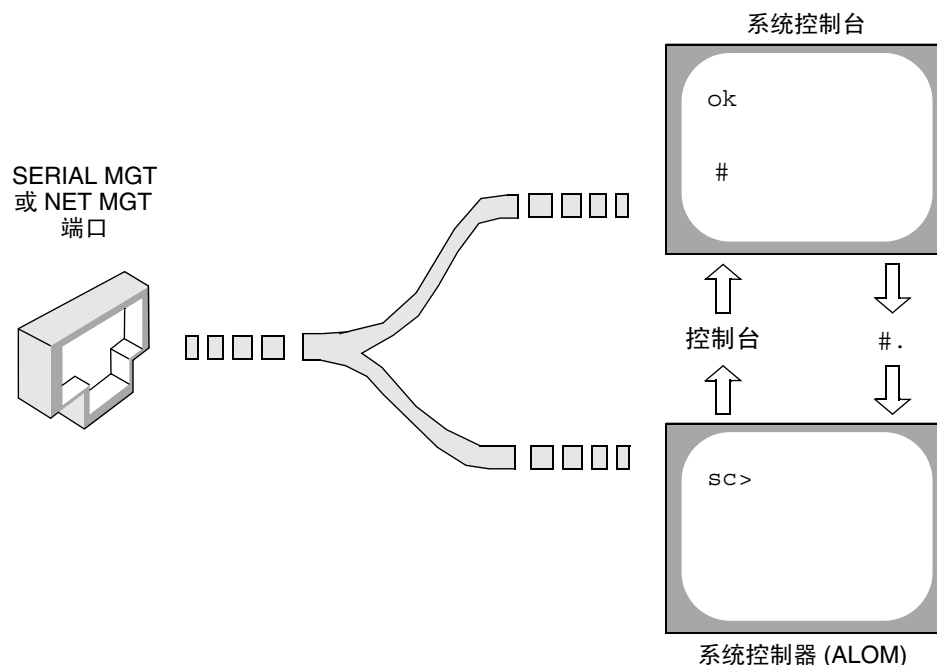 系统控制台
ok
#
SERIAL MGT
或 NET MGT
端口
控制台
#.
sc>
系统控制器 (ALOM)